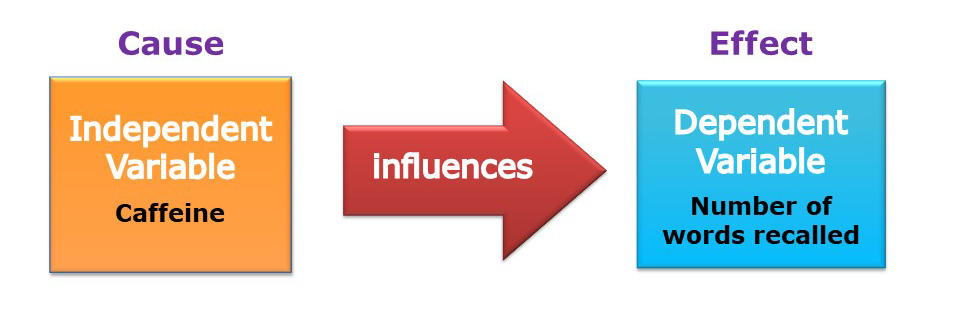 Cause
Effect
Independent
Variable
Caffeine
influences
Dependent
Variable
Number of
words recalled